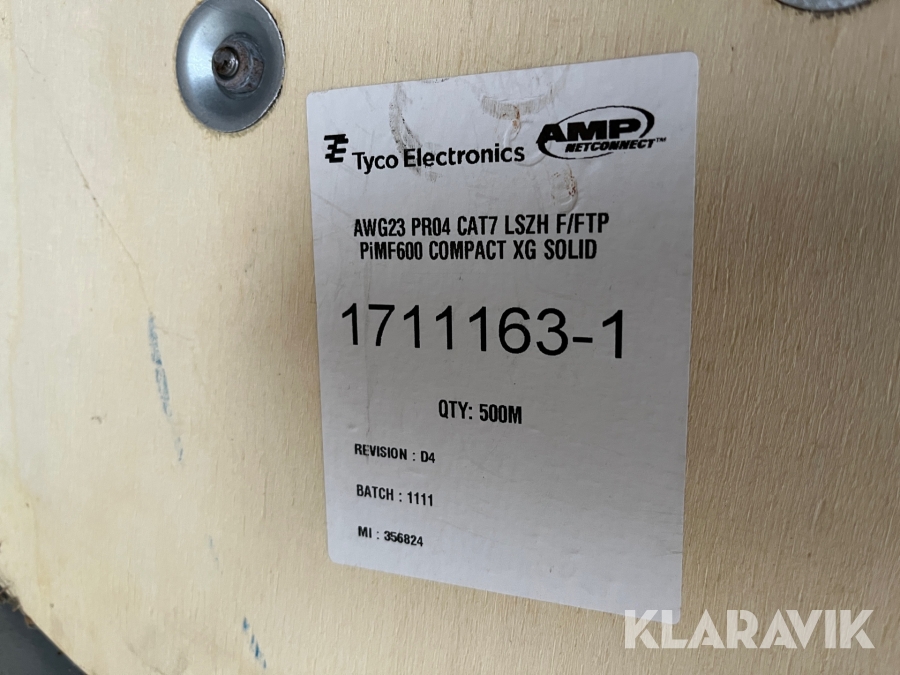 Tyco Electronics
AMP
NETCONNECT™
AWG23 PR04 CAT7 LSZH F/FTP
PiMF600 COMPACT XG SOLID
1711163-1
QTY: 500M
REVISION : D4
BATCH : 1111
MI : 356824
KLARAVIK